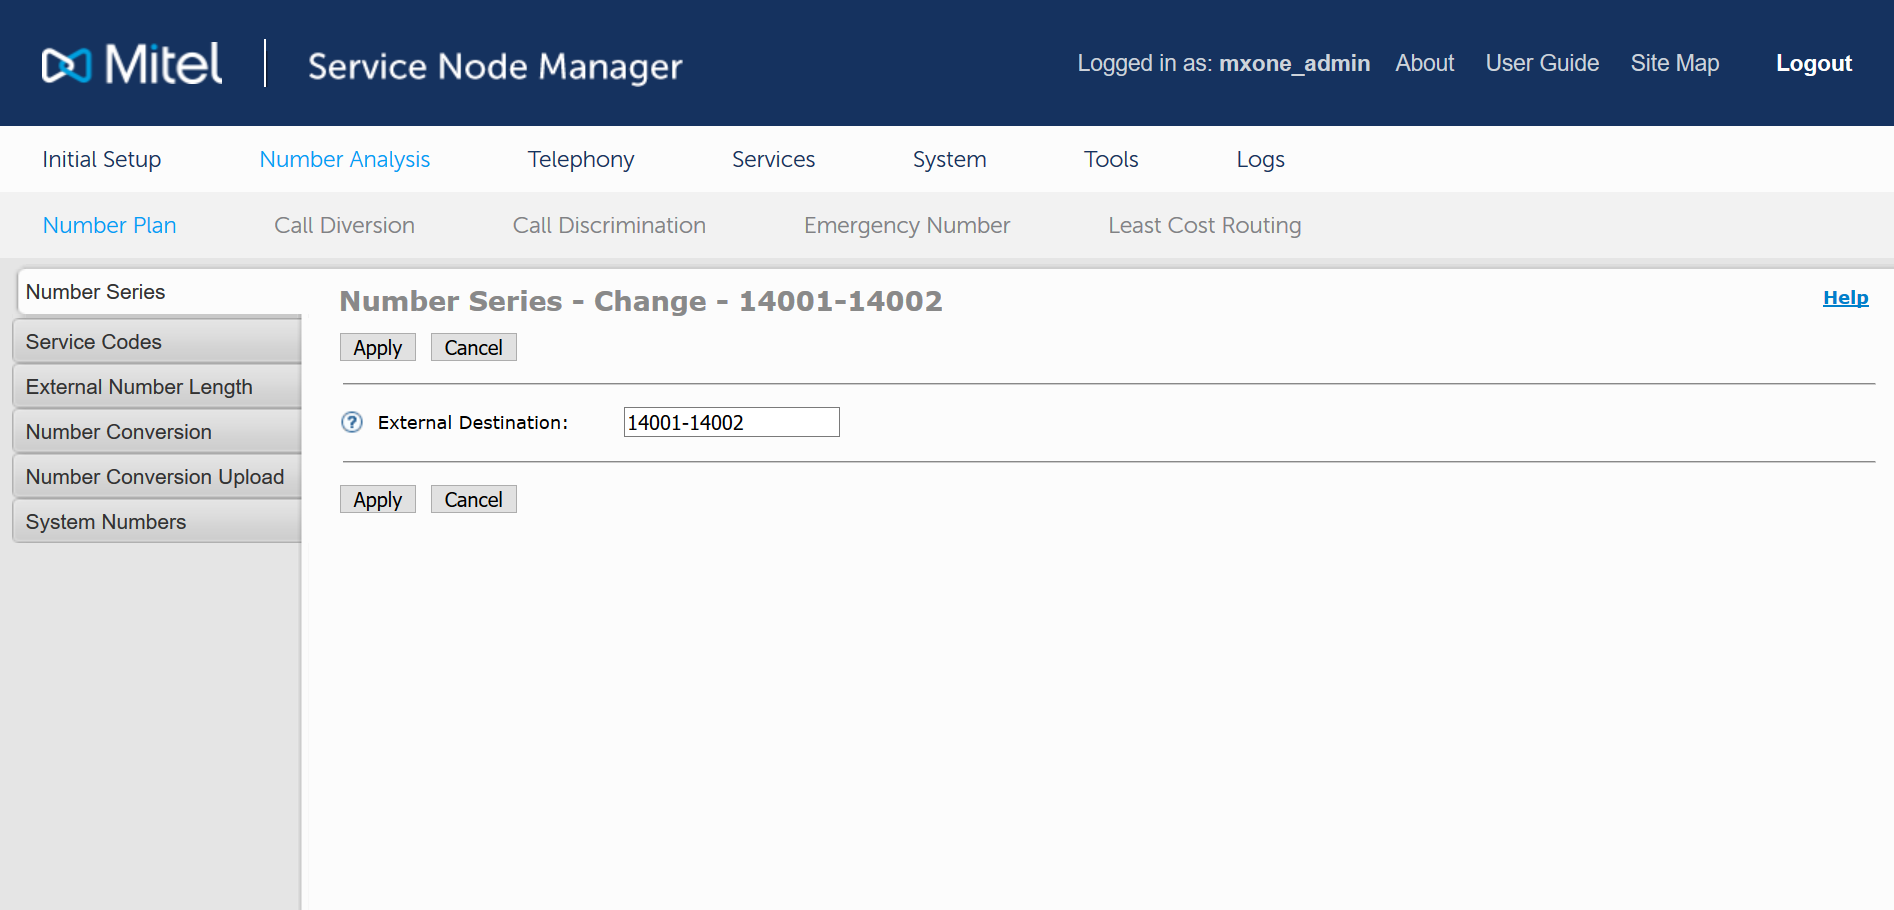 Mitel Service Node Manager Logged in as: mxone_admin About User Guide Site Map Logout
Initial Setup Number Analysis Telephony Services System Tools Logs
Number Plan Call Diversion Call Discrimination Emergency Number Least Cost Routing
Number Series
Service Codes
External Number Length
Number Conversion
Number Conversion Upload
System Numbers
Number Series - Change - 14001-14002 Help
Apply Cancel
? External Destination: 14001-14002
Apply Cancel